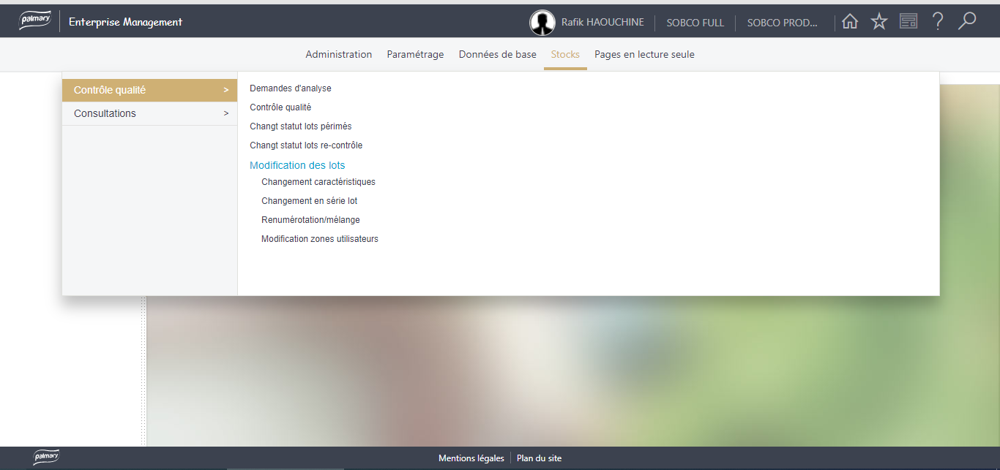 palmary
Enterprise Management
Rafik HAOUCHINE
SOBCO FULL
SOBCO PROD...
Administration
Paramétrage
Données de base
Stocks
Pages en lecture seule
Contrôle qualité >
Consultations >
Demandes d'analyse
Contrôle qualité
Changt statut lots périmés
Changt statut lots re-contrôle
Modification des lots
Changement caractéristiques
Changement en série lot
Renumérotation/mélange
Modification zones utilisateurs
palmary
Mentions légales
Plan du site